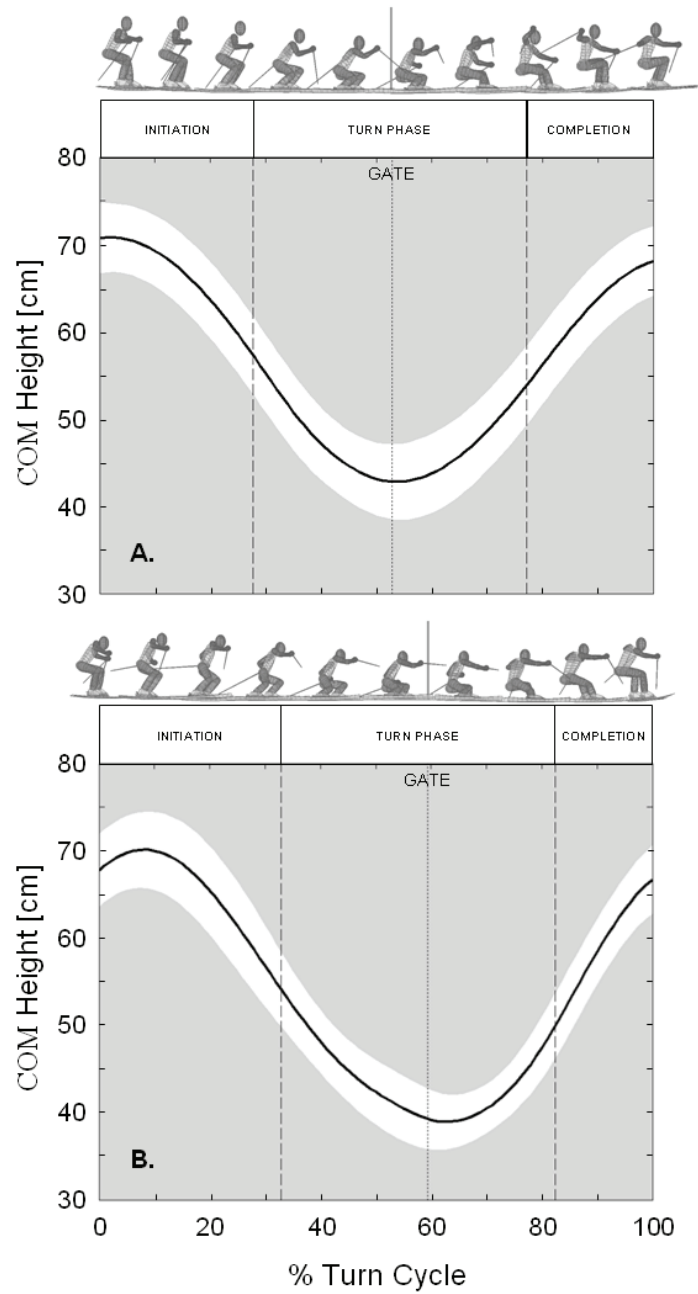 INITIATION TURN PHASE COMPLETION
GATE
80
70
60
50
40
30
COM Height [cm]
A.
INITIATION TURN PHASE COMPLETION
GATE
80
70
60
50
40
30
COM Height [cm]
B.
0 20 40 60 80 100
% Turn Cycle